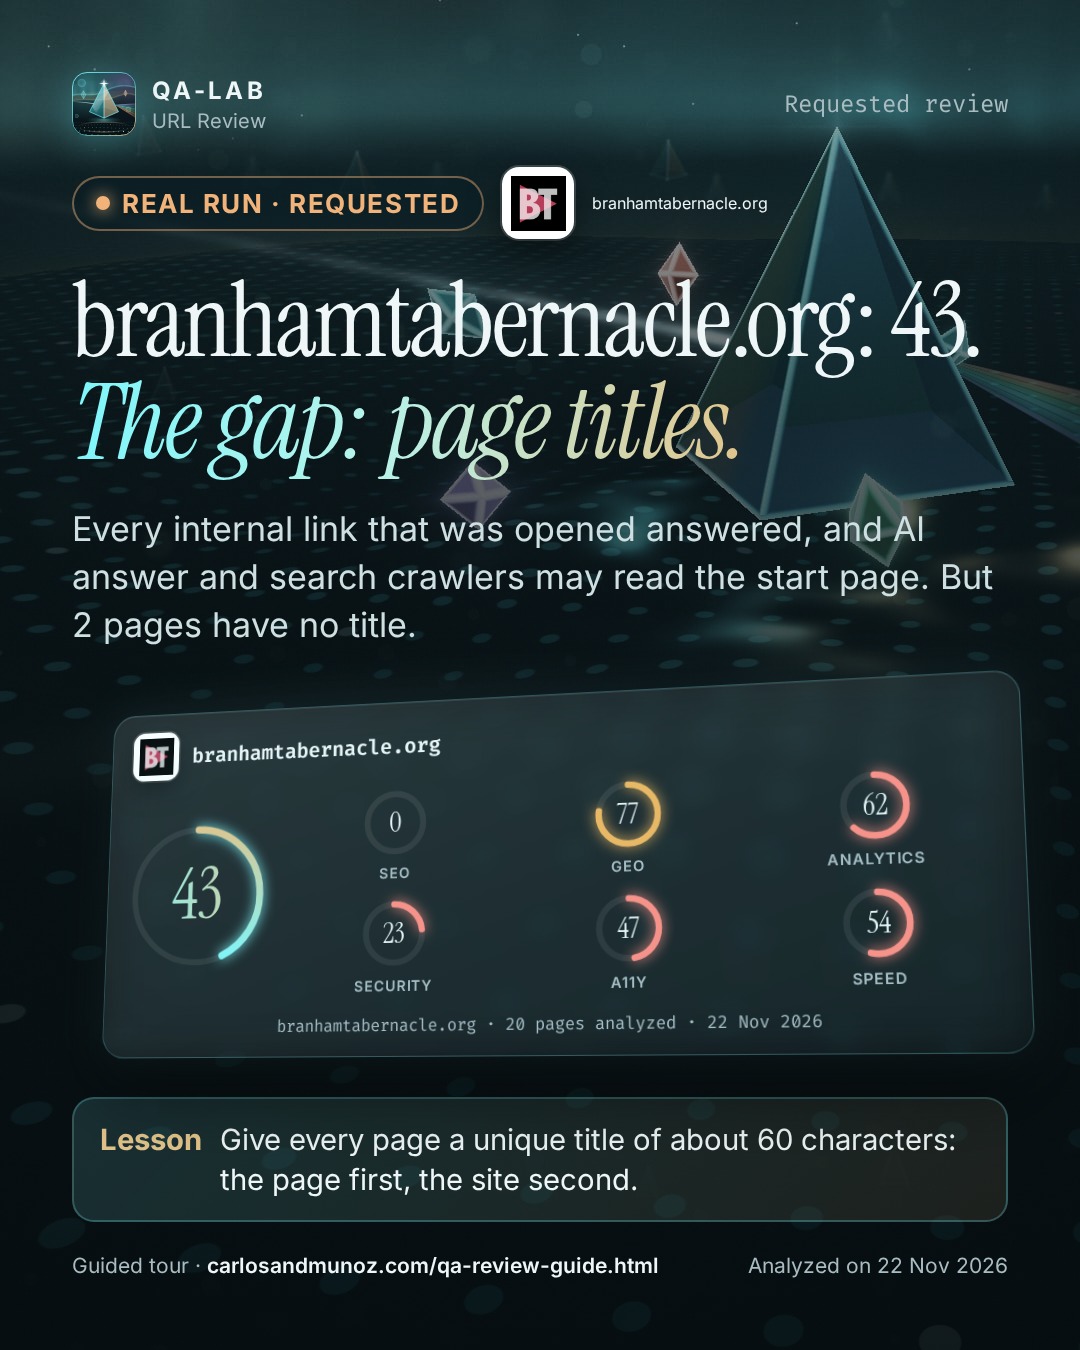 QA-LAB
URL Review
Requested review
REAL RUN · REQUESTED
BT
branhamtabernacle.org
branhamtabernacle.org: 43.
The gap: page titles.
Every internal link that was opened answered, and AI
answer and search crawlers may read the start page. But
2 pages have no title.
BT
branhamtabernacle.org
43
0
SEO
77
GEO
62
ANALYTICS
23
SECURITY
47
A11Y
54
SPEED
branhamtabernacle.org · 20 pages analyzed · 22 Nov 2026
Lesson Give every page a unique title of about 60 characters:
the page first, the site second.
Guided tour · carlosandmunoz.com/qa-review-guide.html
Analyzed on 22 Nov 2026